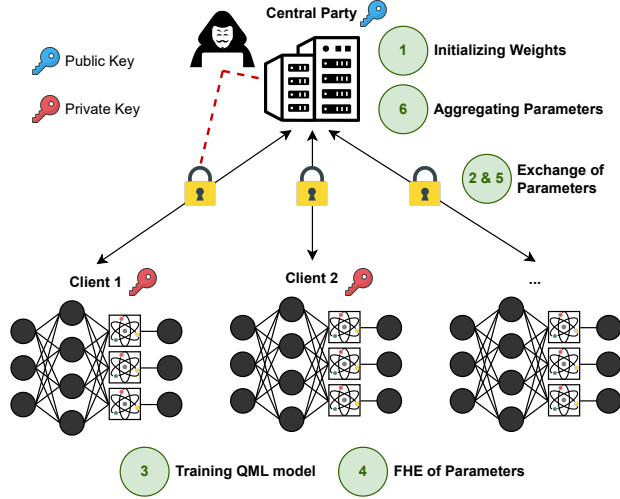 Central Party
Public Key
Private Key
1 Initializing Weights
6 Aggregating Parameters
2 & 5 Exchange of
Parameters
Client 1
Client 2
...
3 Training QML model
4 FHE of Parameters